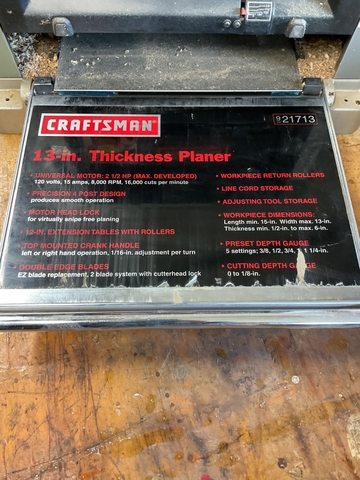 CRAFTSMAN
921713
13-in. Thickness Planer
• UNIVERSAL MOTOR: 2 1/2 HP (MAX. DEVELOPED)
120 volts, 15 amps, 8,000 RPM, 16,000 cuts per minute
• PRECISION 4 POST DESIGN
produces smooth operation
• MOTOR HEAD LOCK
for virtually snipe free planing
• 12-IN. EXTENSION TABLES WITH ROLLERS
• TOP MOUNTED CRANK HANDLE
left or right hand operation, 1/16-in. adjustment per turn
• DOUBLE EDGE BLADES
EZ blade replacement, 2 blade system with cutterhead lock
• WORKPIECE RETURN ROLLERS
• LINE CORD STORAGE
• ADJUSTING TOOL STORAGE
• WORKPIECE DIMENSIONS:
Length min. 15-in. Width max. 13-in.
Thickness min. 1/2-in. to max. 6-in.
• PRESET DEPTH GAUGE
5 settings; 3/8, 1/2, 3/4, 1, 1 1/4-in.
• CUTTING DEPTH GAUGE
0 to 1/8-in.